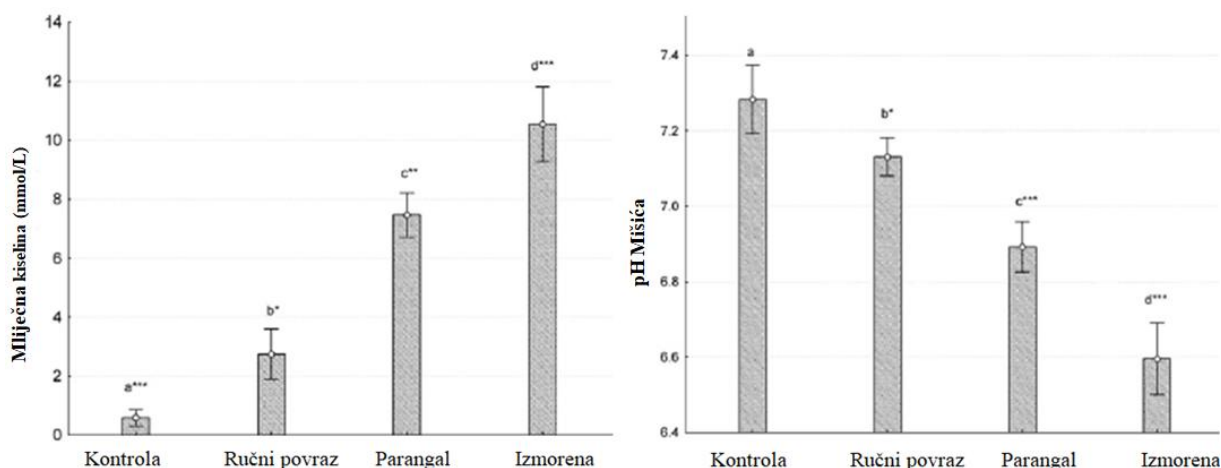 14
12
10
8
6
4
2
0
Mliječna kiselina (mmol/L)
a***
b*
c**
d***
Kontrola Ručni povraz Parangal Izmorena
7.4
7.2
7.0
6.8
6.6
6.4
pH Mišića
a
b*
c***
d***
Kontrola Ručni povraz Parangal Izmorena